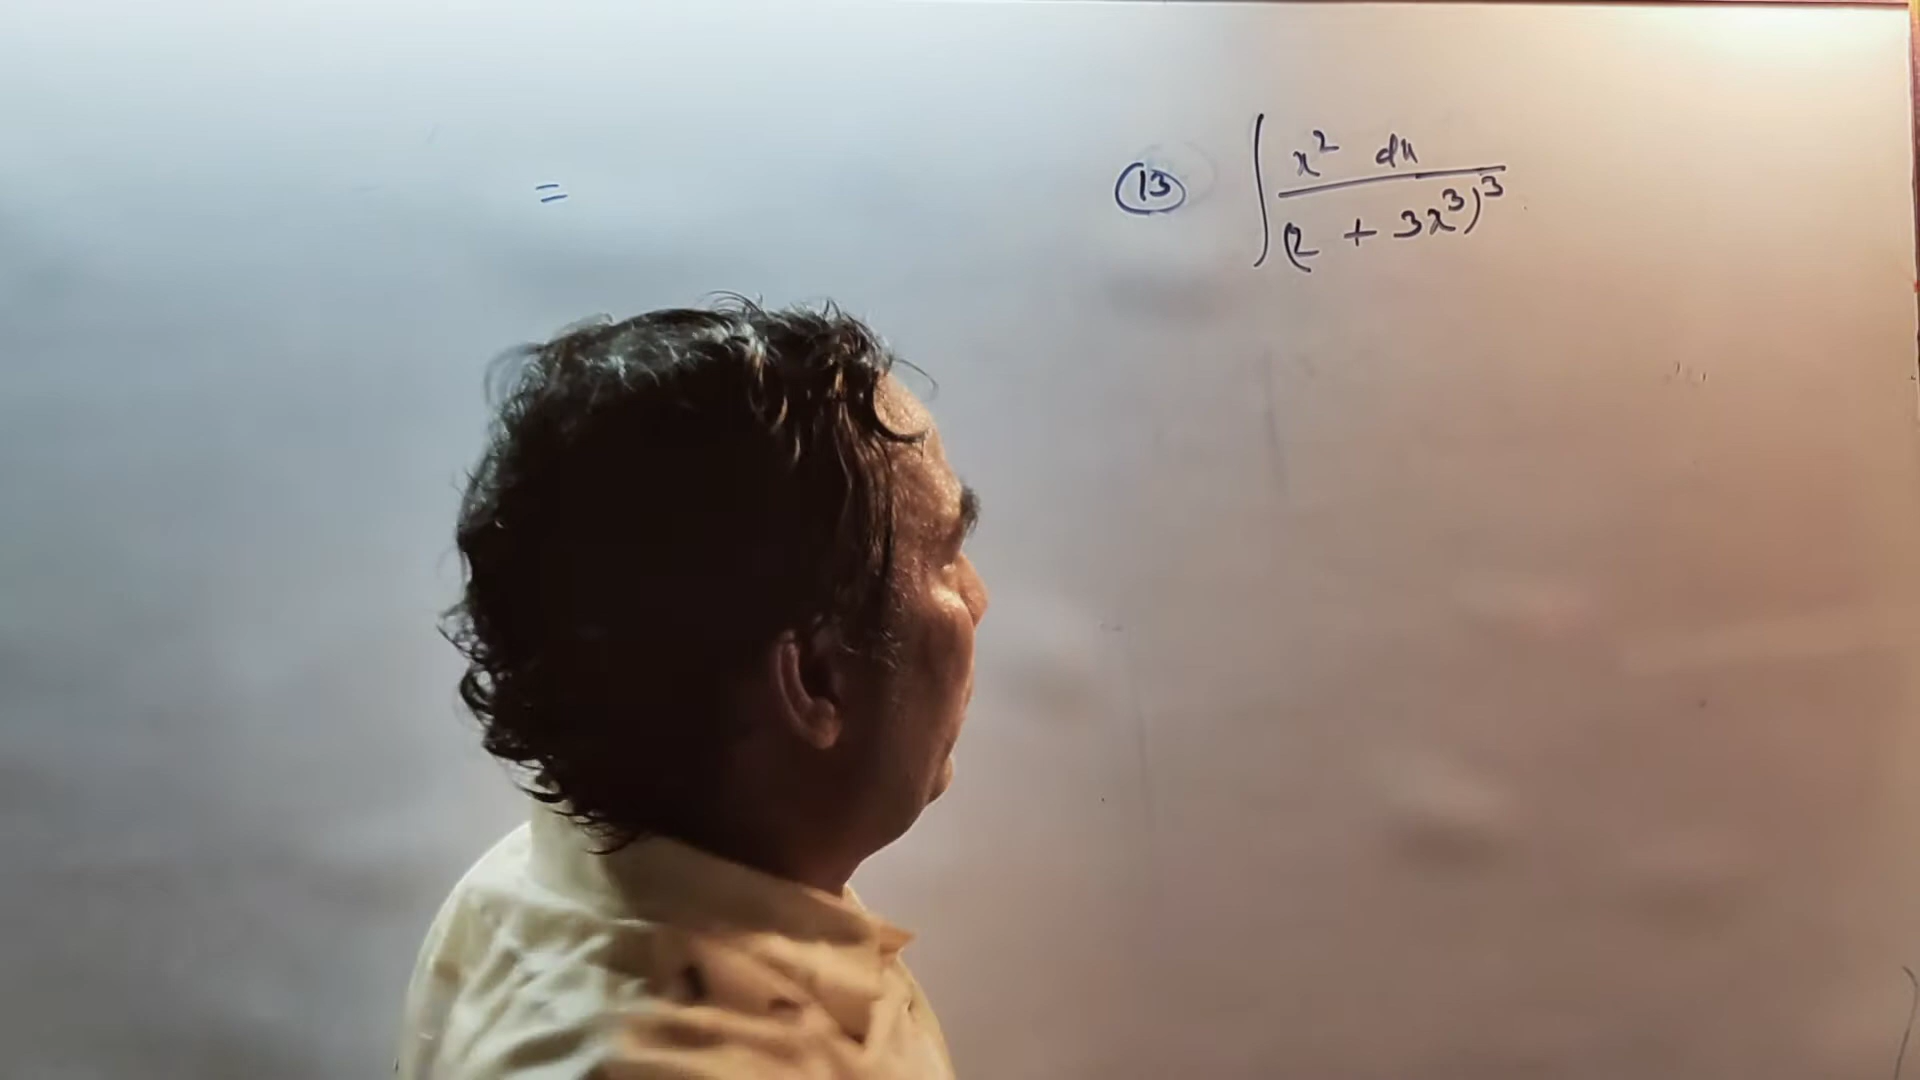 =
(13) ∫ x² dx / (2 + 3x³)³